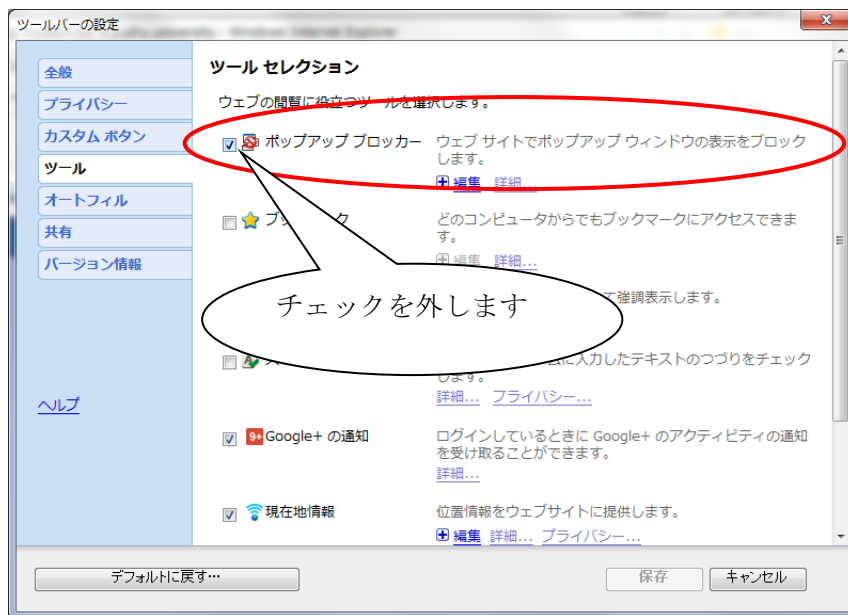 ツールバーの設定
Windows Internet Explorer
全般
プライバシー
カスタム ボタン
ツール
オートフィル
共有
バージョン情報
ヘルプ
ツール セレクション
ウェブの閲覧に役立つツールを選択します。
ポップアップ ブロッカー
ウェブ サイトでポップアップ ウィンドウの表示をブロック
します。
編集 詳細...
ブッ ク
どのコンピュータからでもブックマークにアクセスできま
す。
編集 詳細...
て強調表示します。
チェックを外します
ムに入力したテキストのつづりをチェック
します。
詳細... プライバシー...
9+ Google+ の通知
ログインしているときに Google+ のアクティビティの通知
を受け取ることができます。
詳細...
現在地情報
位置情報をウェブサイトに提供します。
編集 詳細... プライバシー...
デフォルトに戻す…
保存
キャンセル